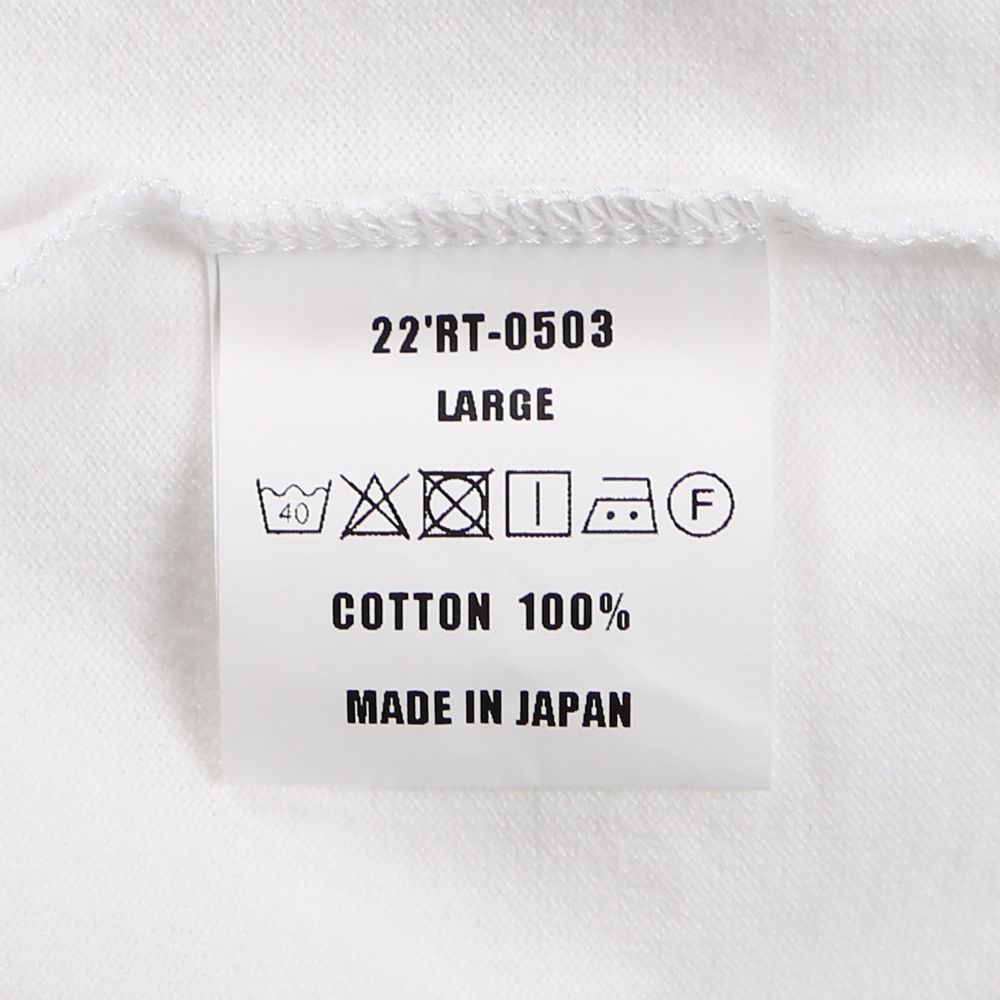 22'RT-0503
LARGE
40 F
COTTON 100%
MADE IN JAPAN